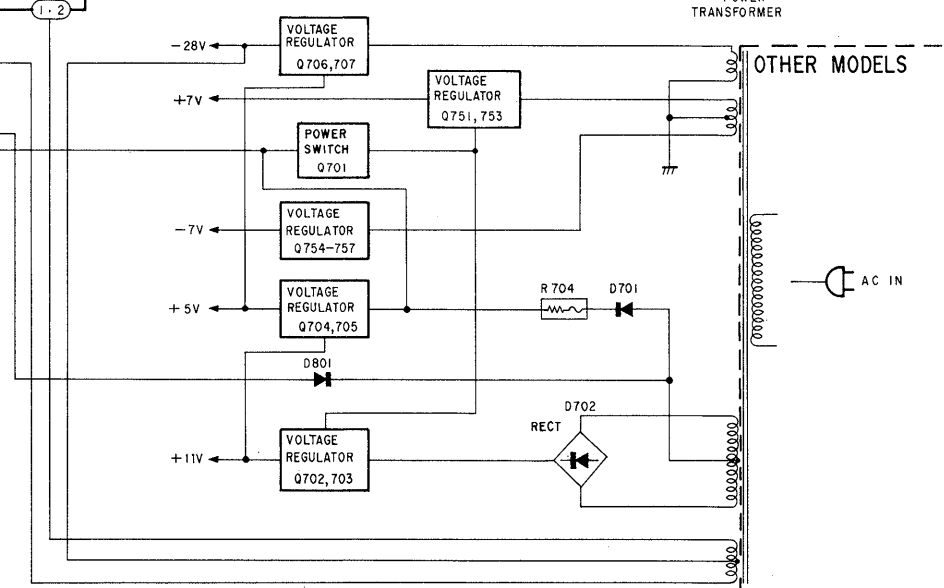 1·2
TRANSFORMER
OTHER MODELS
-28V
VOLTAGE
REGULATOR
Q706,707
+7V
VOLTAGE
REGULATOR
Q751,753
POWER
SWITCH
Q701
-7V
VOLTAGE
REGULATOR
Q754-757
AC IN
+5V
VOLTAGE
REGULATOR
Q704,705
R704
D701
D801
D702
RECT
+11V
VOLTAGE
REGULATOR
Q702,703